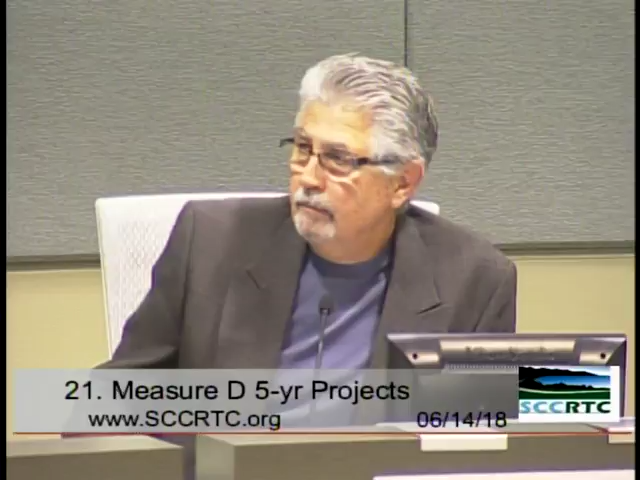 21. Measure D 5-yr Projects
www.SCCRTC.org
06/14/18
SCCRTC